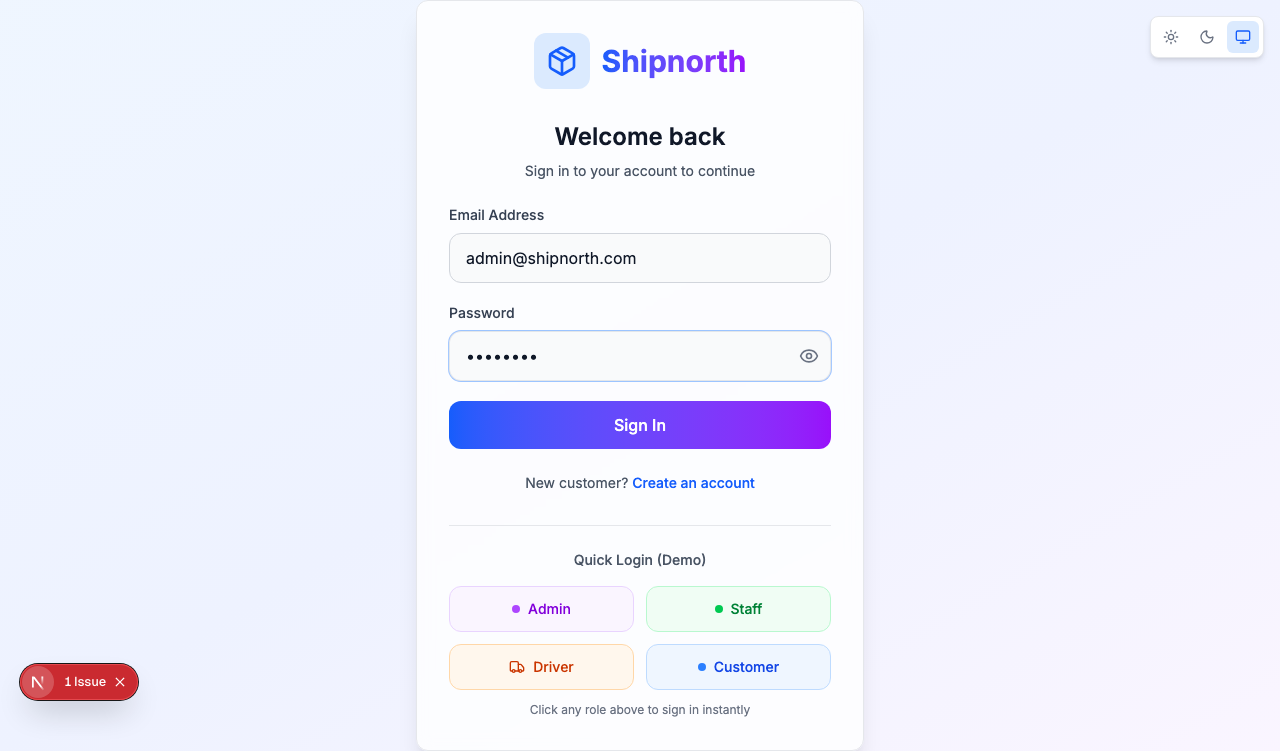 Shipnorth
Welcome back
Sign in to your account to continue
Email Address
admin@shipnorth.com
Password
••••••••
Sign In
New customer? Create an account
Quick Login (Demo)
Admin
Staff
Driver
Customer
Click any role above to sign in instantly
N
1 Issue